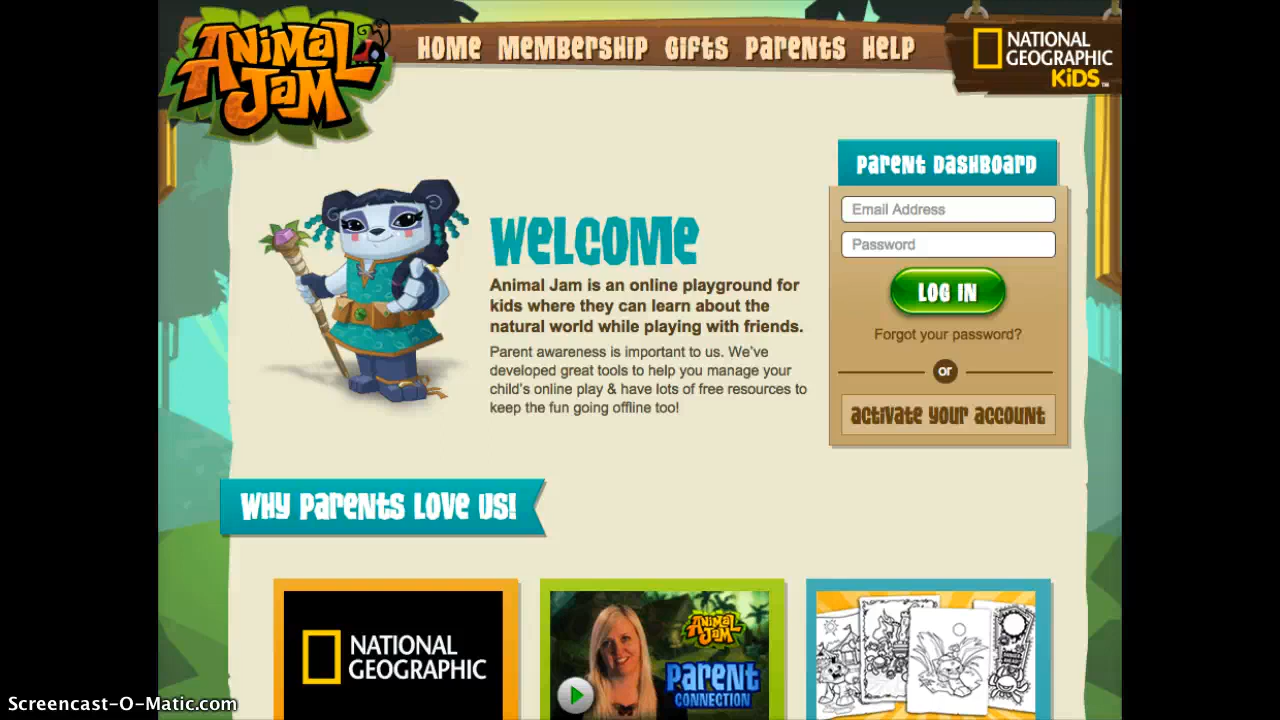 ANIMAL JAM
HOME MEMBERSHIP GIFTS PARENTS HELP
NATIONAL GEOGRAPHIC KiDS™
PARENT DASHBOARD
Email Address
Password
LOG IN
Forgot your password?
or
ACTIVATE YOUR ACCOUNT
WELCOME
Animal Jam is an online playground for
kids where they can learn about the
natural world while playing with friends.
Parent awareness is important to us. We've
developed great tools to help you manage your
child's online play & have lots of free resources to
keep the fun going offline too!
WHY PARENTS LOVE US!
NATIONAL
GEOGRAPHIC
ANIMAL JAM
PARENT
CONNECTION
Screencast-O-Matic.com